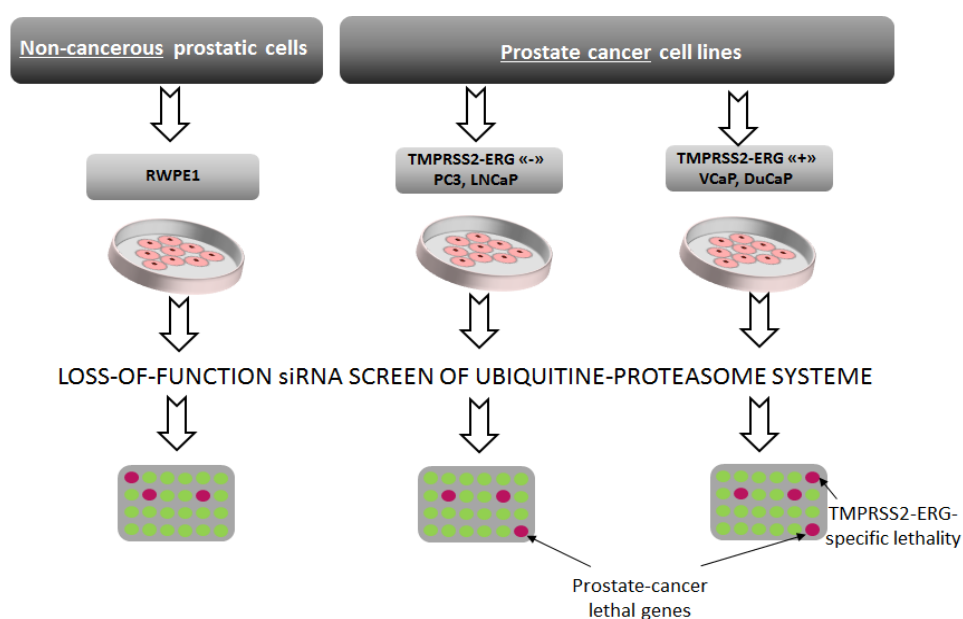 Non-cancerous prostatic cells
Prostate cancer cell lines
RWPE1
TMPRSS2-ERG «-»
PC3, LNCaP
TMPRSS2-ERG «+»
VCaP, DuCaP
LOSS-OF-FUNCTION siRNA SCREEN OF UBIQUITINE-PROTEASOME SYSTEME
TMPRSS2-ERG-
specific lethality
Prostate-cancer
lethal genes